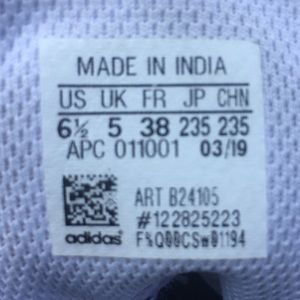 MADE IN INDIA
US UK FR JP CHN
6½ 5 38 235 235
APC 011001 03/19
ART B24105
#122825223
adidas F%Q00CSW01194